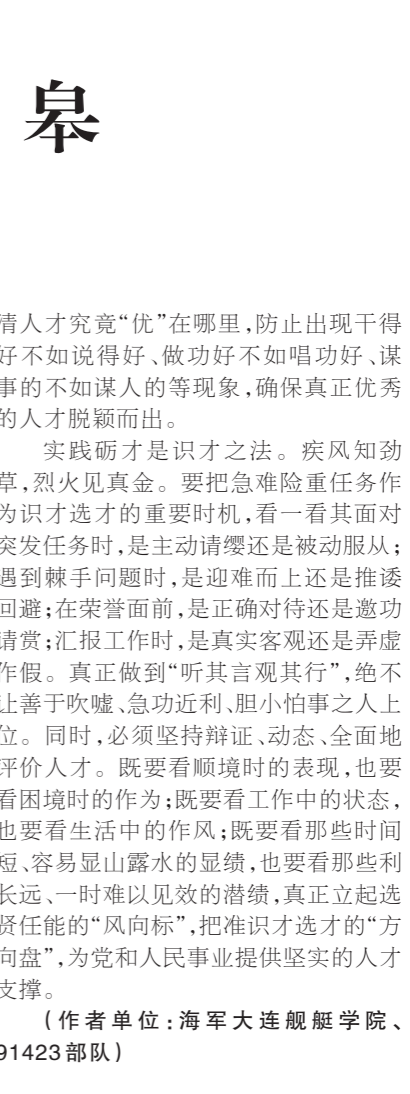 皋
清人才究竟“优”在哪里,防止出现干得
好不如说得好、做功好不如唱功好、谋
事的不如谋人的等现象,确保真正优秀
的人才脱颖而出。
实践砺才是识才之法。疾风知劲
草,烈火见真金。要把急难险重任务作
为识才选才的重要时机,看一看其面对
突发任务时,是主动请缨还是被动服从;
遇到棘手问题时,是迎难而上还是推诿
回避;在荣誉面前,是正确对待还是邀功
请赏;汇报工作时,是真实客观还是弄虚
作假。真正做到“听其言观其行”,绝不
让善于吹嘘、急功近利、胆小怕事之人上
位。同时,必须坚持辩证、动态、全面地
评价人才。既要看顺境时的表现,也要
看困境时的作为;既要看工作中的状态,
也要看生活中的作风;既要看那些时间
短、容易显山露水的显绩,也要看那些利
长远、一时难以见效的潜绩,真正立起选
贤任能的“风向标”,把准识才选才的“方
向盘”,为党和人民事业提供坚实的人才
支撑。
(作者单位:海军大连舰艇学院、
91423部队)